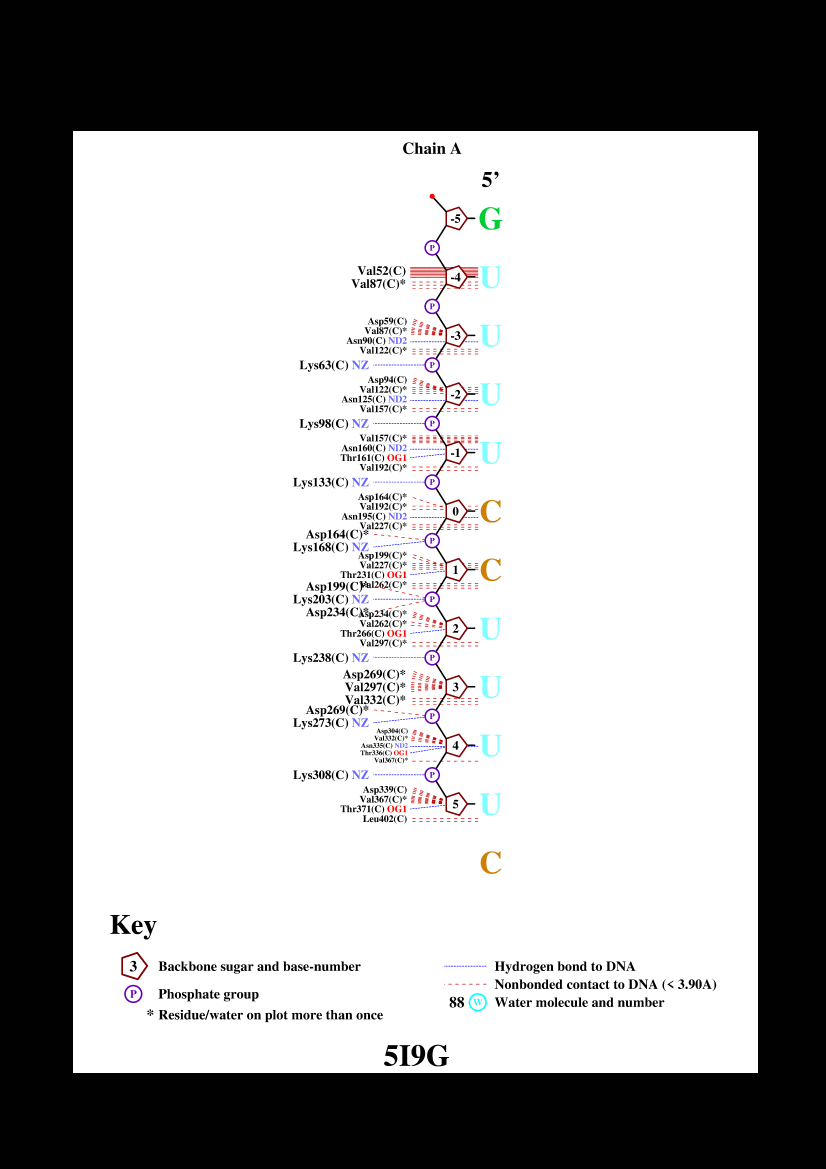 Chain A
5’
-5 G
P
Val52(C)
-4 U
Val87(C)*
P
Asp59(C)
Val87(C)*
-3 U
Asn90(C) ND2
Val122(C)*
Lys63(C) NZ P
Asp94(C)
Val122(C)*
-2 U
Asn125(C) ND2
Val157(C)*
Lys98(C) NZ P
Val157(C)*
Asn160(C) ND2
-1 U
Thr161(C) OG1
Val192(C)*
Lys133(C) NZ P
Asp164(C)*
Val192(C)*
0 C
Asn195(C) ND2
Val227(C)*
Asp164(C)*
P
Lys168(C) NZ
Asp199(C)*
Val227(C)*
1 C
Thr231(C) OG1
Val262(C)*
Asp199(C)*
Lys203(C) NZ P
Asp234(C)*
Asp234(C)*
Val262(C)*
2 U
Thr266(C) OG1
Val297(C)*
Lys238(C) NZ P
Asp269(C)*
Val297(C)* 3 U
Val332(C)*
Asp269(C)*
P
Lys273(C) NZ
Asp304(C)
Val332(C)*
Asn335(C) ND2 4 U
Thr336(C) OG1
Val367(C)*
Lys308(C) NZ P
Asp339(C)
Val367(C)*
5 U
Thr371(C) OG1
Leu402(C)
C
Key
3 Backbone sugar and base-number
P Phosphate group
* Residue/water on plot more than once
Hydrogen bond to DNA
Nonbonded contact to DNA (< 3.90A)
88 W Water molecule and number
5I9G